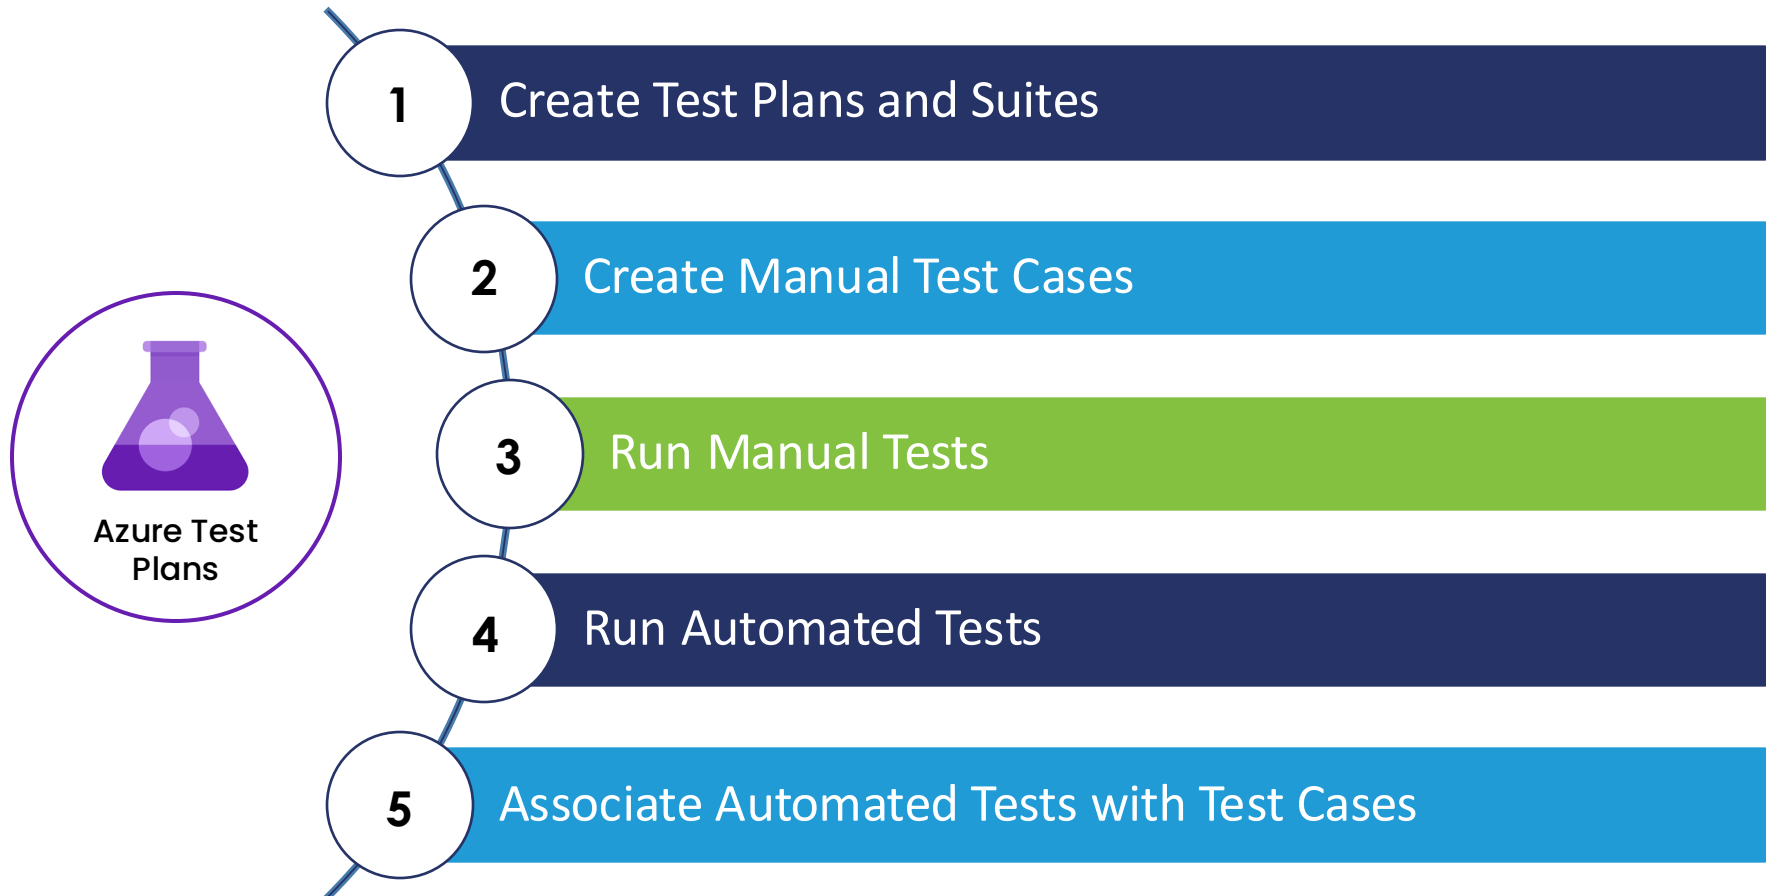 1
Create Test Plans and Suites
2
Create Manual Test Cases
3
Run Manual Tests
Azure Test
Plans
4
Run Automated Tests
5
Associate Automated Tests with Test Cases